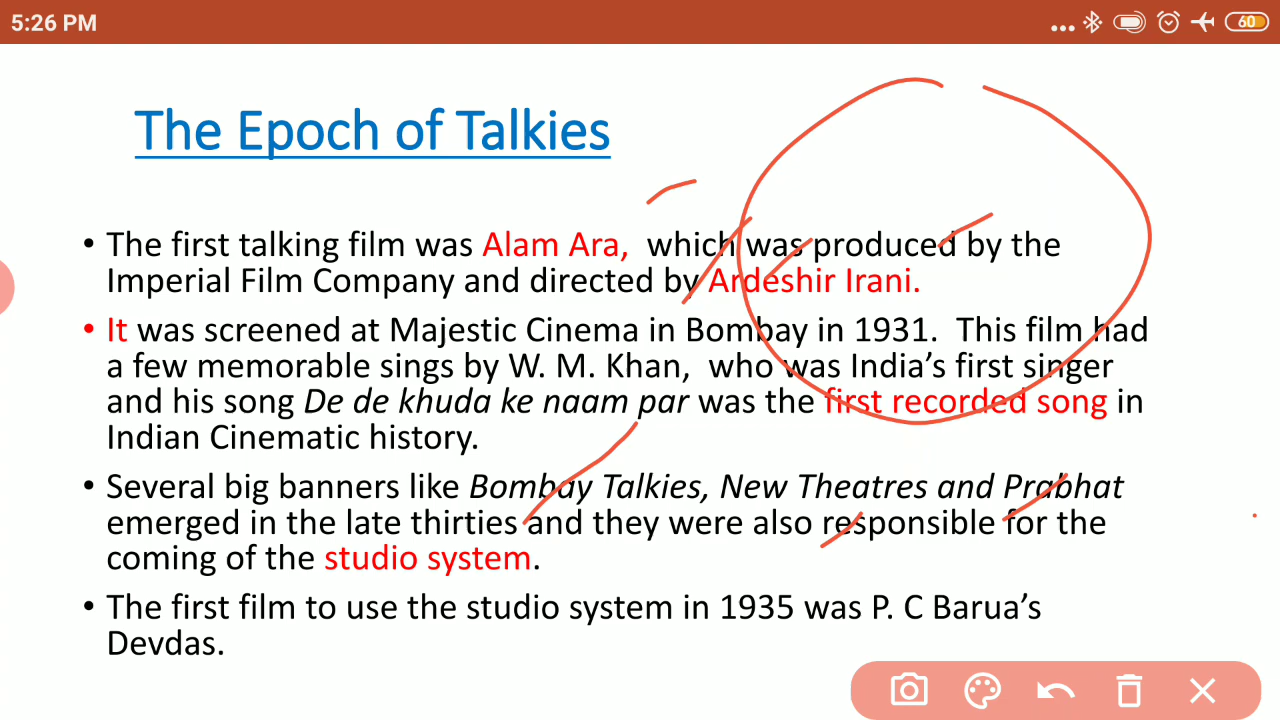 5:26 PM
60
The Epoch of Talkies
• The first talking film was Alam Ara, which was produced by the
Imperial Film Company and directed by Ardeshir Irani.
• It was screened at Majestic Cinema in Bombay in 1931. This film had
a few memorable sings by W. M. Khan, who was India’s first singer
and his song De de khuda ke naam par was the first recorded song in
Indian Cinematic history.
• Several big banners like Bombay Talkies, New Theatres and Prabhat
emerged in the late thirties and they were also responsible for the
coming of the studio system.
• The first film to use the studio system in 1935 was P. C Barua’s
Devdas.